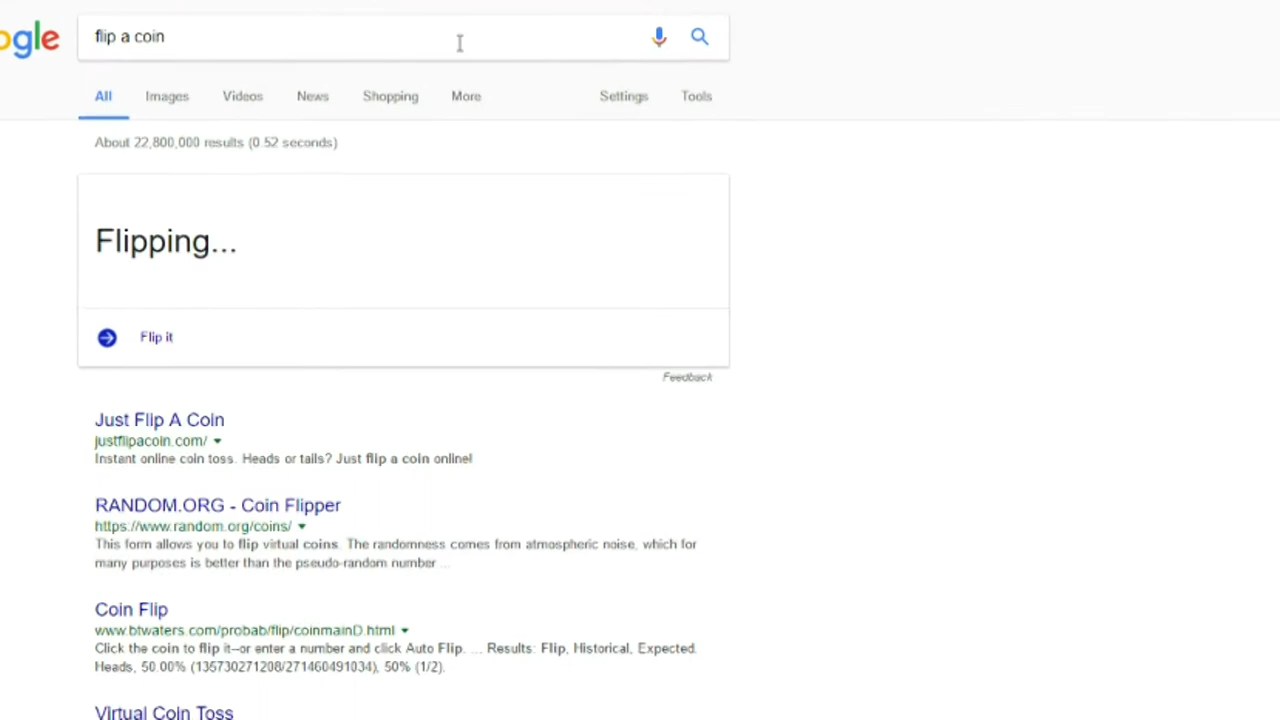 ogle
flip a coin
All Images Videos News Shopping More Settings Tools
About 22,800,000 results (0.52 seconds)
Flipping...
Flip it
Feedback
Just Flip A Coin
justflipacoin.com/
Instant online coin toss. Heads or tails? Just flip a coin online!
RANDOM.ORG - Coin Flipper
https://www.random.org/coins/
This form allows you to flip virtual coins. The randomness comes from atmospheric noise, which for
many purposes is better than the pseudo-random number ...
Coin Flip
www.btwaters.com/probab/flip/coinmainD.html
Click the coin to flip it--or enter a number and click Auto Flip. ... Results: Flip, Historical, Expected.
Heads, 50.00% (135730271208/271460491034), 50% (1/2).
Virtual Coin Toss